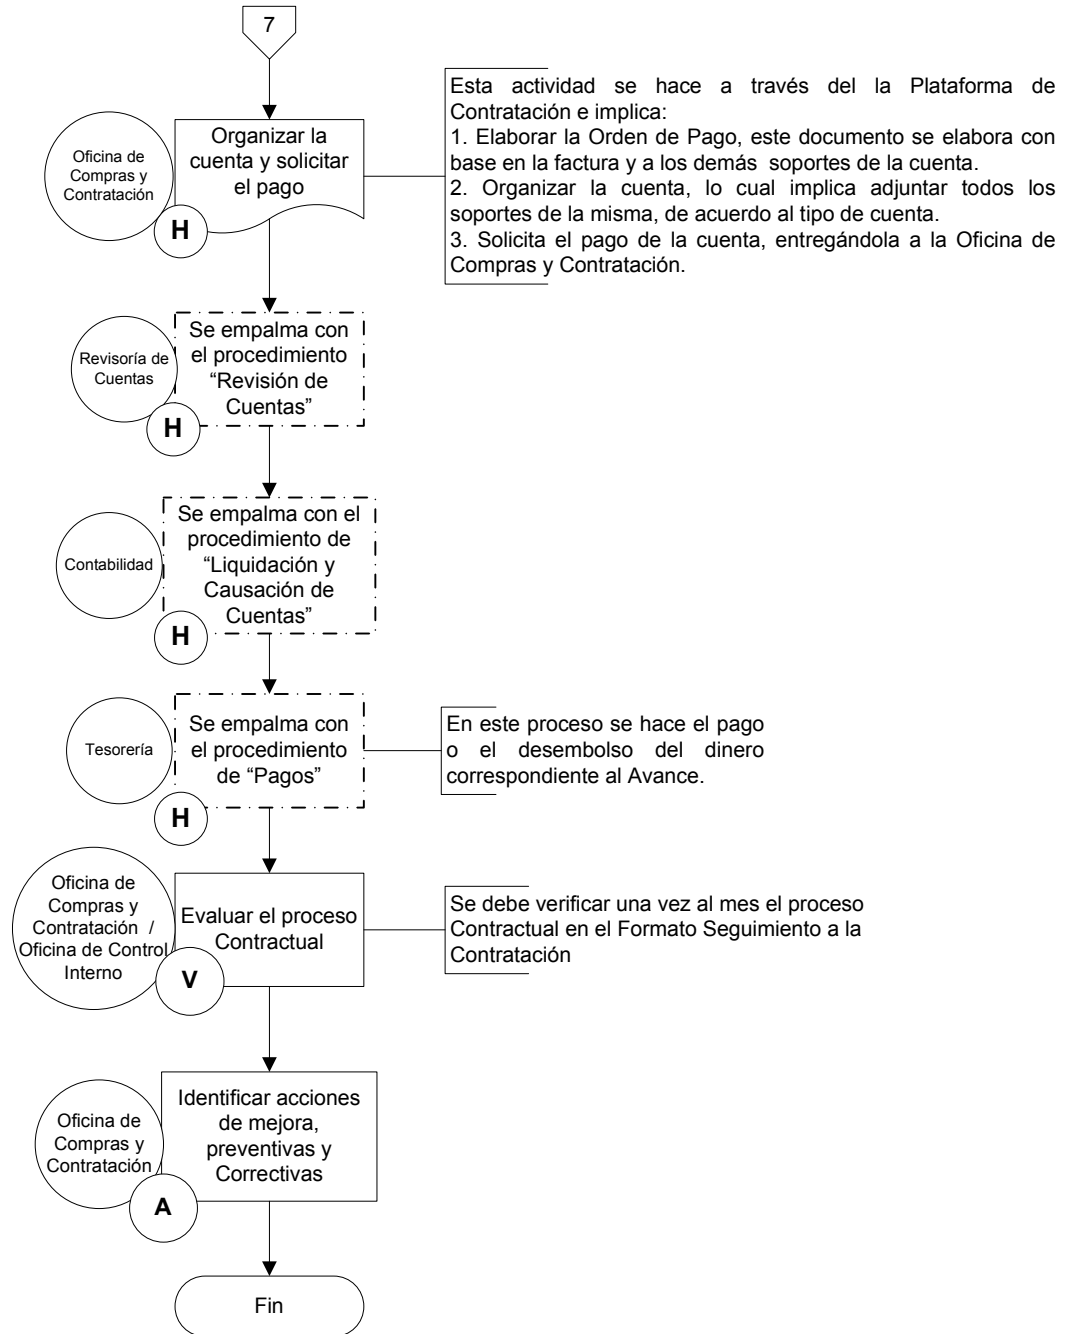 7
Oficina de
Compras y
Contratación
H
Organizar la
cuenta y solicitar
el pago
Esta actividad se hace a través del la Plataforma de
Contratación e implica:
1. Elaborar la Orden de Pago, este documento se elabora con
base en la factura y a los demás soportes de la cuenta.
2. Organizar la cuenta, lo cual implica adjuntar todos los
soportes de la misma, de acuerdo al tipo de cuenta.
3. Solicita el pago de la cuenta, entregándola a la Oficina de
Compras y Contratación.
Revisoría de
Cuentas
H
Se empalma con
el procedimiento
“Revisión de
Cuentas”
Contabilidad
H
Se empalma con el
procedimiento de
“Liquidación y
Causación de
Cuentas”
Tesorería
H
Se empalma con
el procedimiento
de “Pagos”
En este proceso se hace el pago
o el desembolso del dinero
correspondiente al Avance.
Oficina de
Compras y
Contratación /
Oficina de Control
Interno
V
Evaluar el proceso
Contractual
Se debe verificar una vez al mes el proceso
Contractual en el Formato Seguimiento a la
Contratación
Oficina de
Compras y
Contratación
A
Identificar acciones
de mejora,
preventivas y
Correctivas
Fin